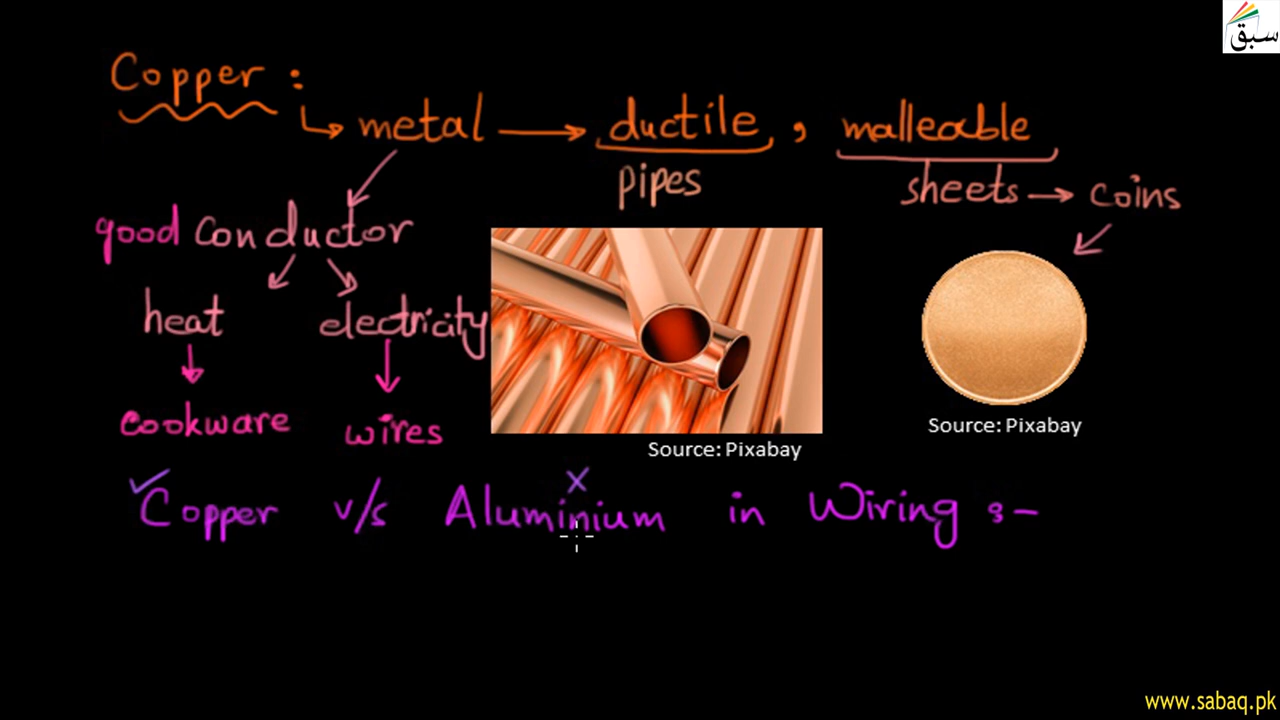 سبق
Copper :
metal → ductile , malleable
pipes
sheets → coins
good conductor
heat electricity
cookware wires
Source: Pixabay
Source: Pixabay
✓ x
Copper v/s Aluminium in Wiring :-
www.sabaq.pk